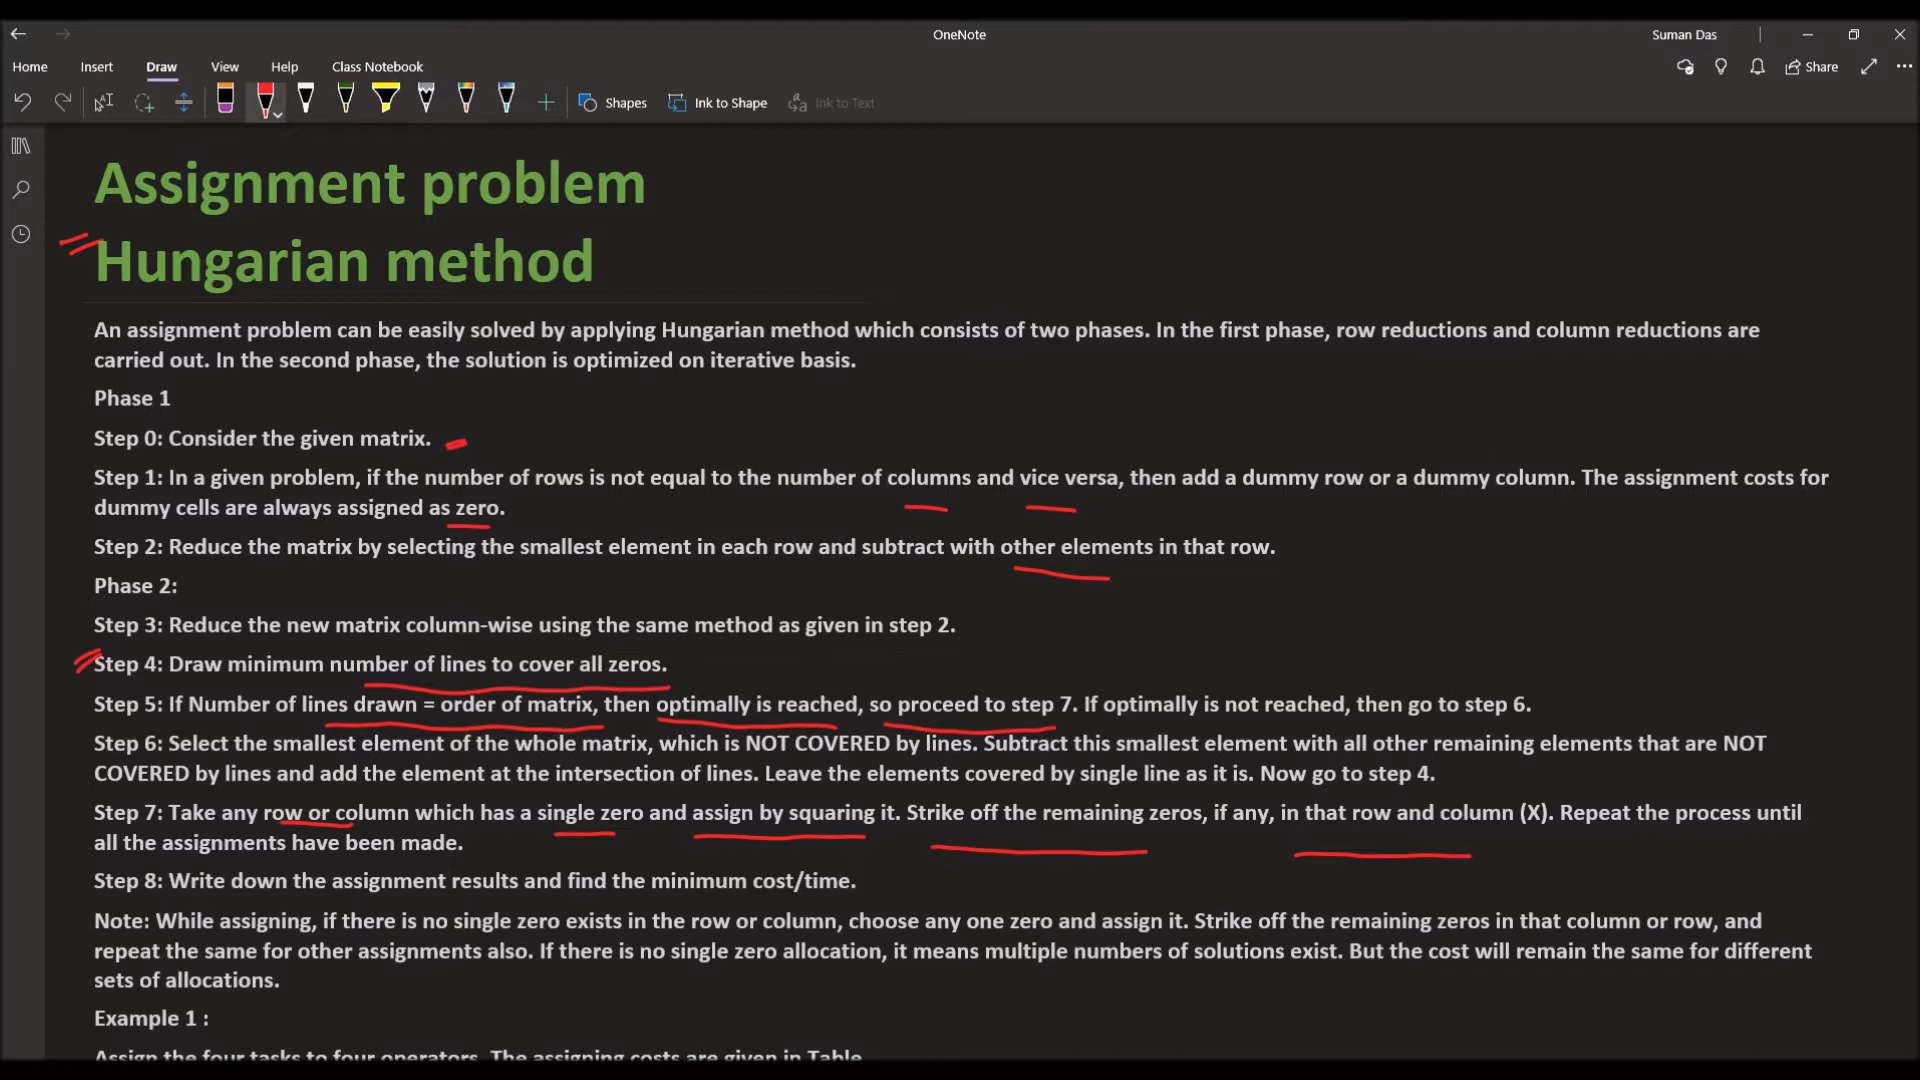 OneNote
Suman Das
Home Insert Draw View Help Class Notebook
Share
Shapes Ink to Shape Ink to Text
Assignment problem
Hungarian method
An assignment problem can be easily solved by applying Hungarian method which consists of two phases. In the first phase, row reductions and column reductions are
carried out. In the second phase, the solution is optimized on iterative basis.
Phase 1
Step 0: Consider the given matrix.
Step 1: In a given problem, if the number of rows is not equal to the number of columns and vice versa, then add a dummy row or a dummy column. The assignment costs for
dummy cells are always assigned as zero.
Step 2: Reduce the matrix by selecting the smallest element in each row and subtract with other elements in that row.
Phase 2:
Step 3: Reduce the new matrix column-wise using the same method as given in step 2.
Step 4: Draw minimum number of lines to cover all zeros.
Step 5: If Number of lines drawn = order of matrix, then optimally is reached, so proceed to step 7. If optimally is not reached, then go to step 6.
Step 6: Select the smallest element of the whole matrix, which is NOT COVERED by lines. Subtract this smallest element with all other remaining elements that are NOT
COVERED by lines and add the element at the intersection of lines. Leave the elements covered by single line as it is. Now go to step 4.
Step 7: Take any row or column which has a single zero and assign by squaring it. Strike off the remaining zeros, if any, in that row and column (X). Repeat the process until
all the assignments have been made.
Step 8: Write down the assignment results and find the minimum cost/time.
Note: While assigning, if there is no single zero exists in the row or column, choose any one zero and assign it. Strike off the remaining zeros in that column or row, and
repeat the same for other assignments also. If there is no single zero allocation, it means multiple numbers of solutions exist. But the cost will remain the same for different
sets of allocations.
Example 1 :
Assign the four tasks to four operators. The assigning costs are given in Table.